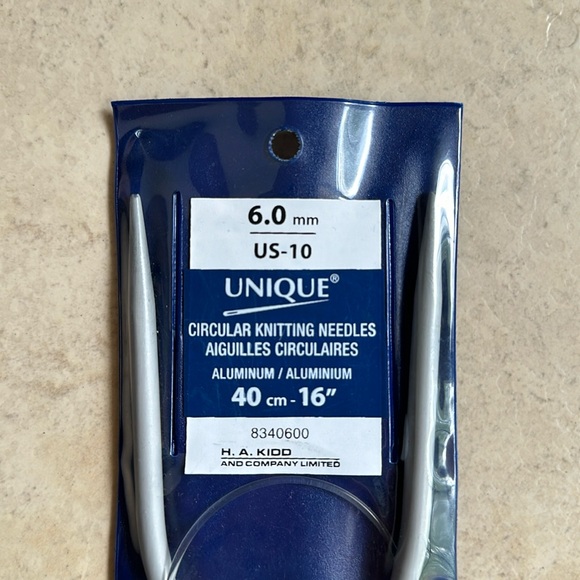 6.0 mm
US-10
UNIQUE®
CIRCULAR KNITTING NEEDLES
AIGUILLES CIRCULAIRES
ALUMINUM / ALUMINIUM
40 cm - 16”
8340600
H. A. KIDD
AND COMPANY LIMITED